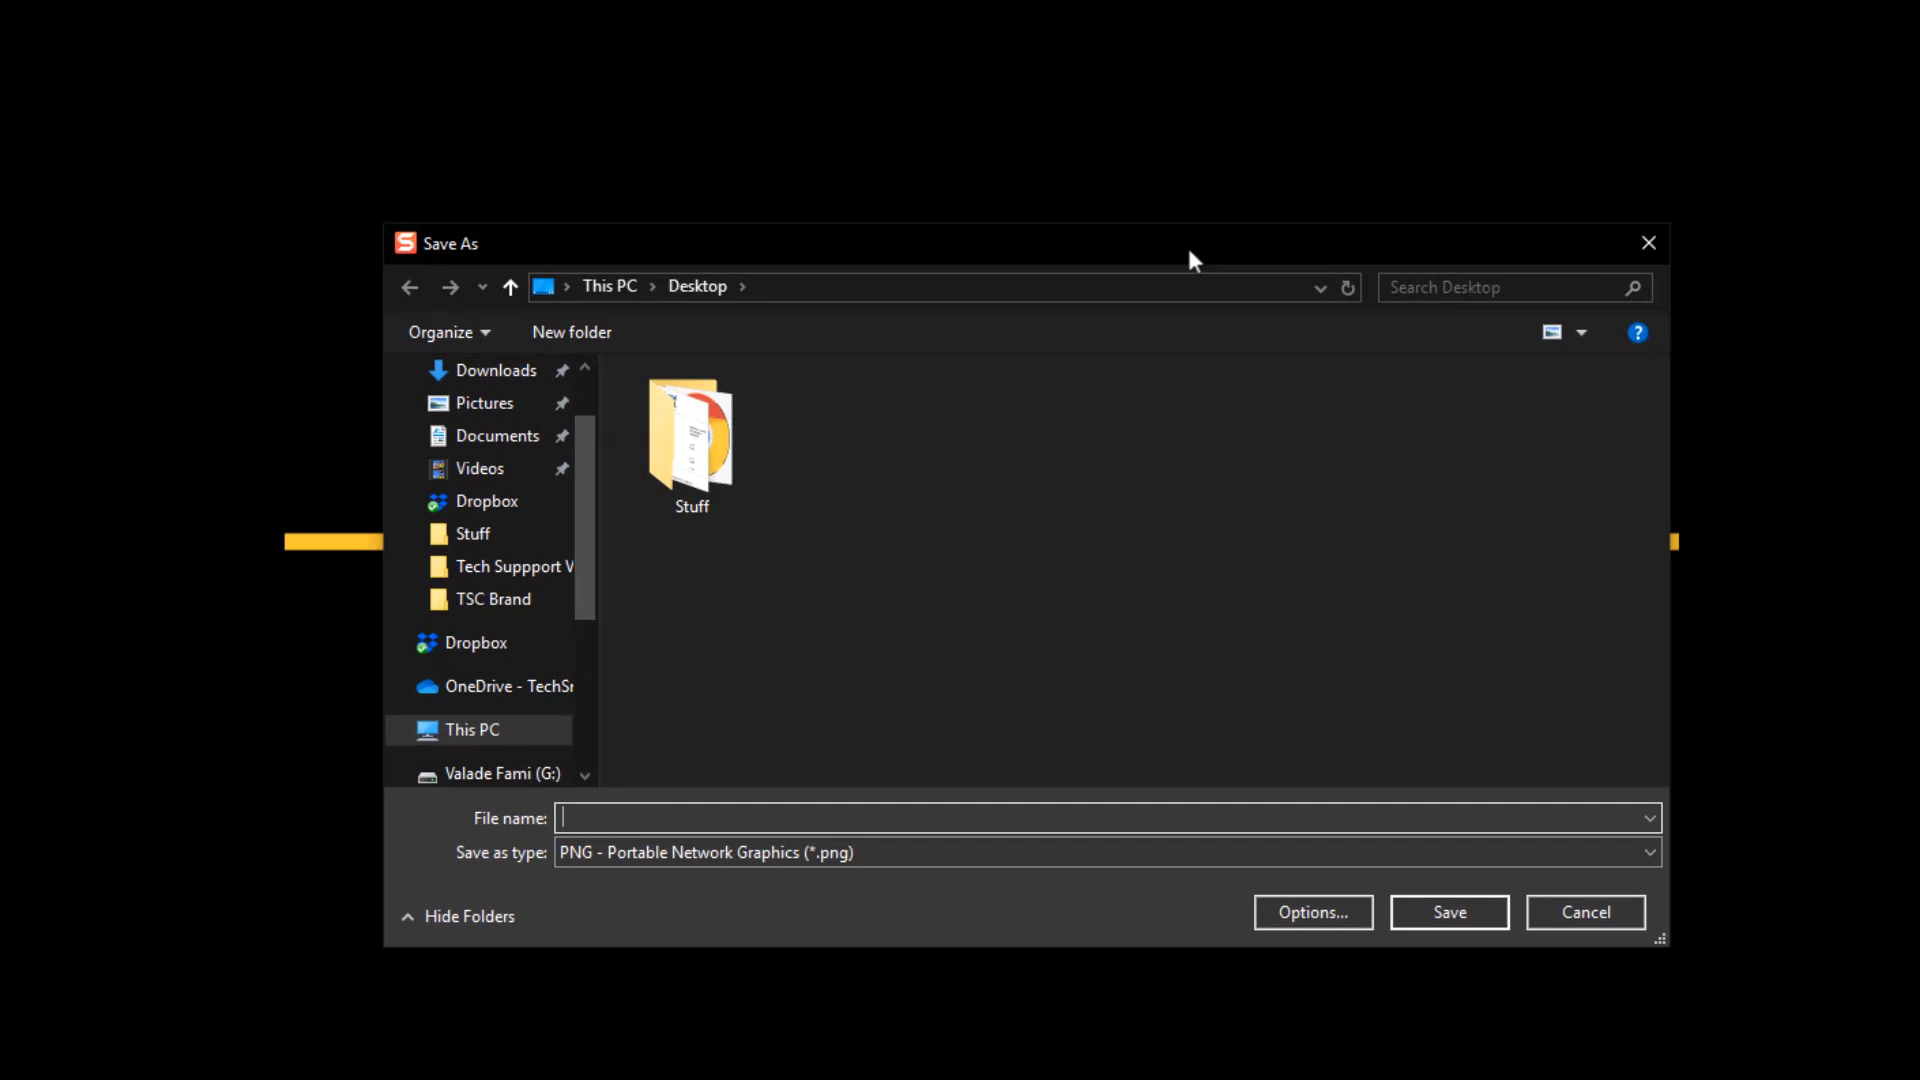 Save As
This PC
Desktop
Search Desktop
Organize
New folder
?
Downloads
Pictures
Documents
Videos
Dropbox
Stuff
Tech Suppport V
TSC Brand
Dropbox
OneDrive - TechSr
This PC
Valade Fami (G:)
Stuff
File name:
Save as type: PNG - Portable Network Graphics (*.png)
Hide Folders
Options...
Save
Cancel